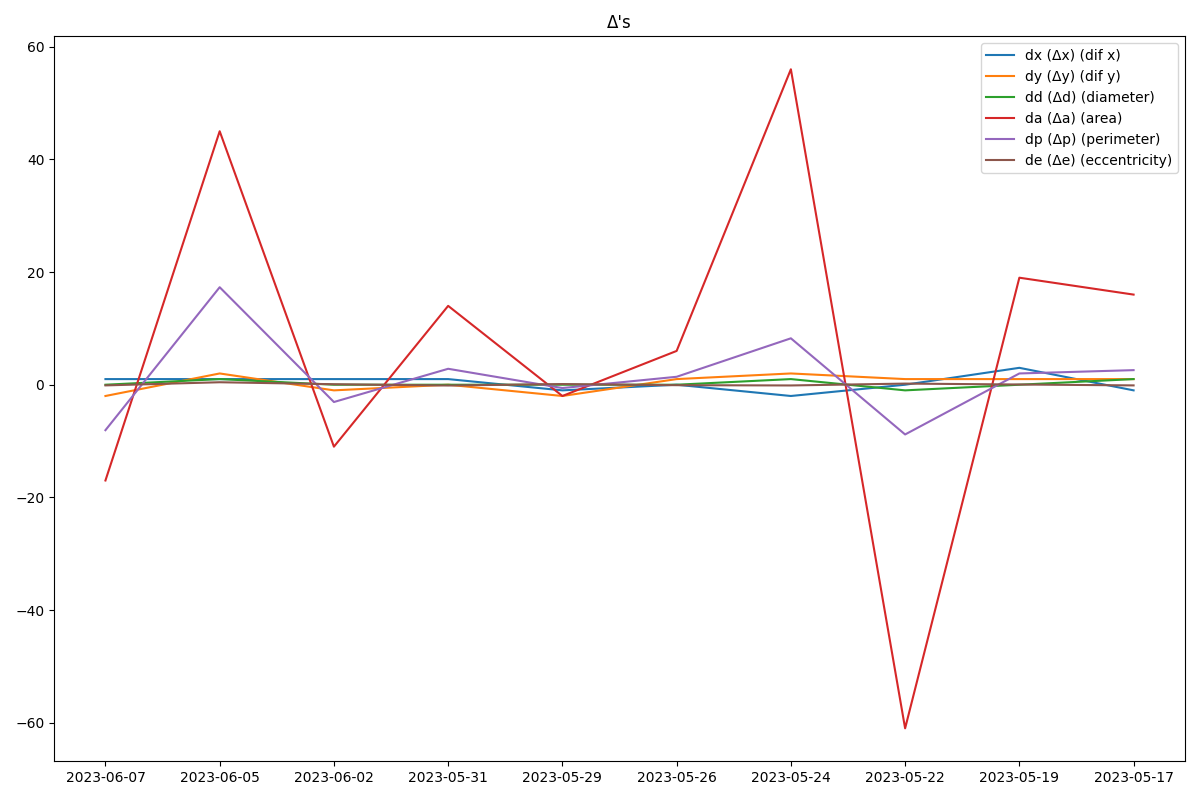 Δ's
dx (Δx) (dif x)
dy (Δy) (dif y)
dd (Δd) (diameter)
da (Δa) (area)
dp (Δp) (perimeter)
de (Δe) (eccentricity)
60
40
20
0
−20
−40
−60
2023-06-07 2023-06-05 2023-06-02 2023-05-31 2023-05-29 2023-05-26 2023-05-24 2023-05-22 2023-05-19 2023-05-17